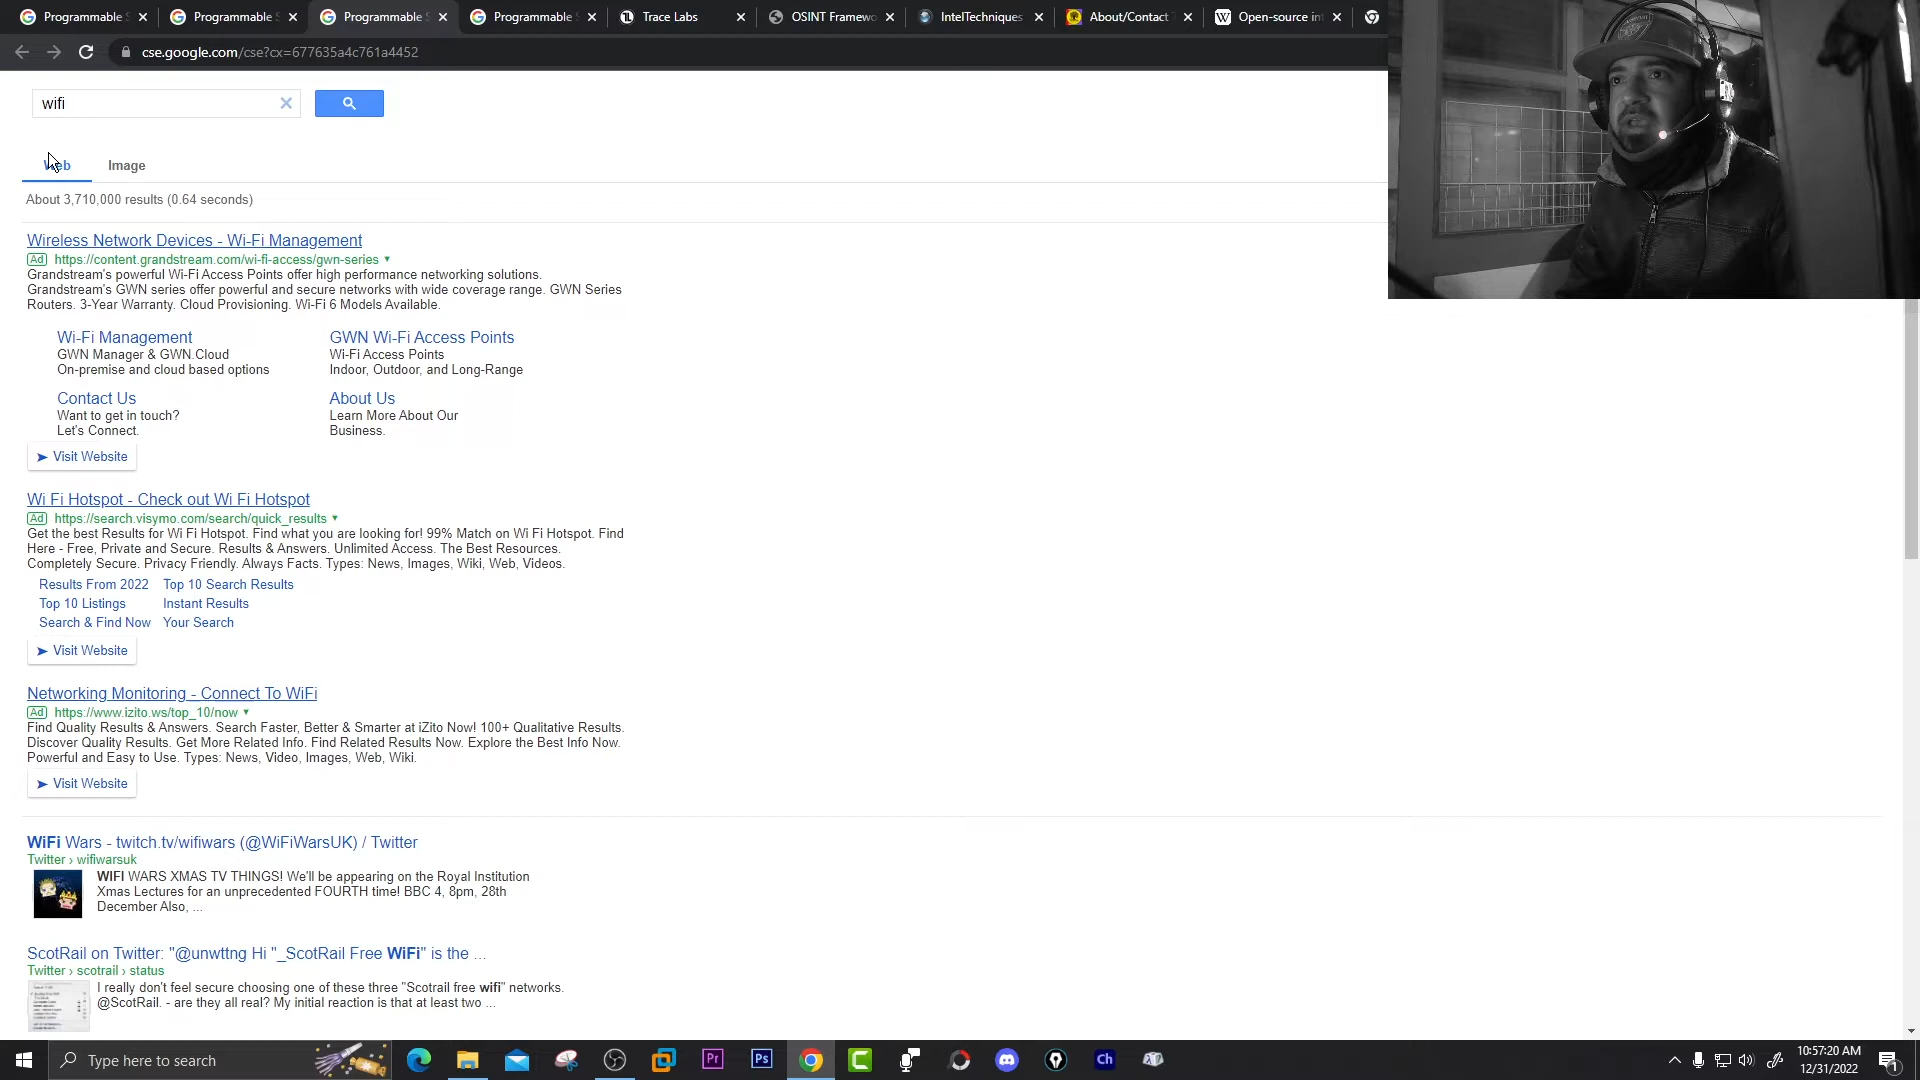 Programmable S
Programmable S
Programmable S
Programmable S
Trace Labs
OSINT Framewo
IntelTechniques
About/Contact
Open-source int
cse.google.com/cse?cx=677635a4c761a4452
wifi
Web
Image
About 3,710,000 results (0.64 seconds)
Wireless Network Devices - Wi-Fi Management
Ad https://content.grandstream.com/wi-fi-access/gwn-series
Grandstream's powerful Wi-Fi Access Points offer high performance networking solutions.
Grandstream's GWN series offer powerful and secure networks with wide coverage range. GWN Series
Routers. 3-Year Warranty. Cloud Provisioning. Wi-Fi 6 Models Available.
Wi-Fi Management
GWN Manager & GWN.Cloud
On-premise and cloud based options
GWN Wi-Fi Access Points
Wi-Fi Access Points
Indoor, Outdoor, and Long-Range
Contact Us
Want to get in touch?
Let's Connect.
About Us
Learn More About Our
Business.
Visit Website
Wi Fi Hotspot - Check out Wi Fi Hotspot
Ad https://search.visymo.com/search/quick_results
Get the best Results for Wi Fi Hotspot. Find what you are looking for! 99% Match on Wi Fi Hotspot. Find
Here - Free, Private and Secure. Results & Answers. Unlimited Access. The Best Resources.
Completely Secure. Privacy Friendly. Always Facts. Types: News, Images, Wiki, Web, Videos.
Results From 2022 Top 10 Search Results
Top 10 Listings Instant Results
Search & Find Now Your Search
Visit Website
Networking Monitoring - Connect To WiFi
Ad https://www.izito.ws/top_10/now
Find Quality Results & Answers. Search Faster, Better & Smarter at iZito Now! 100+ Qualitative Results.
Discover Quality Results. Get More Related Info. Find Related Results Now. Explore the Best Info Now.
Powerful and Easy to Use. Types: News, Video, Images, Web, Wiki.
Visit Website
WiFi Wars - twitch.tv/wifiwars (@WiFiWarsUK) / Twitter
Twitter › wifiwarsuk
WIFI WARS XMAS TV THINGS! We'll be appearing on the Royal Institution
Xmas Lectures for an unprecedented FOURTH time! BBC 4, 8pm, 28th
December Also, ...
ScotRail on Twitter: "@unwttng Hi "_ScotRail Free WiFi" is the ...
Twitter › scotrail › status
I really don't feel secure choosing one of these three "Scotrail free wifi" networks.
@ScotRail. - are they all real? My initial reaction is that at least two ...
Type here to search
Pr
Ps
Ch
10:57:20 AM
12/31/2022
1